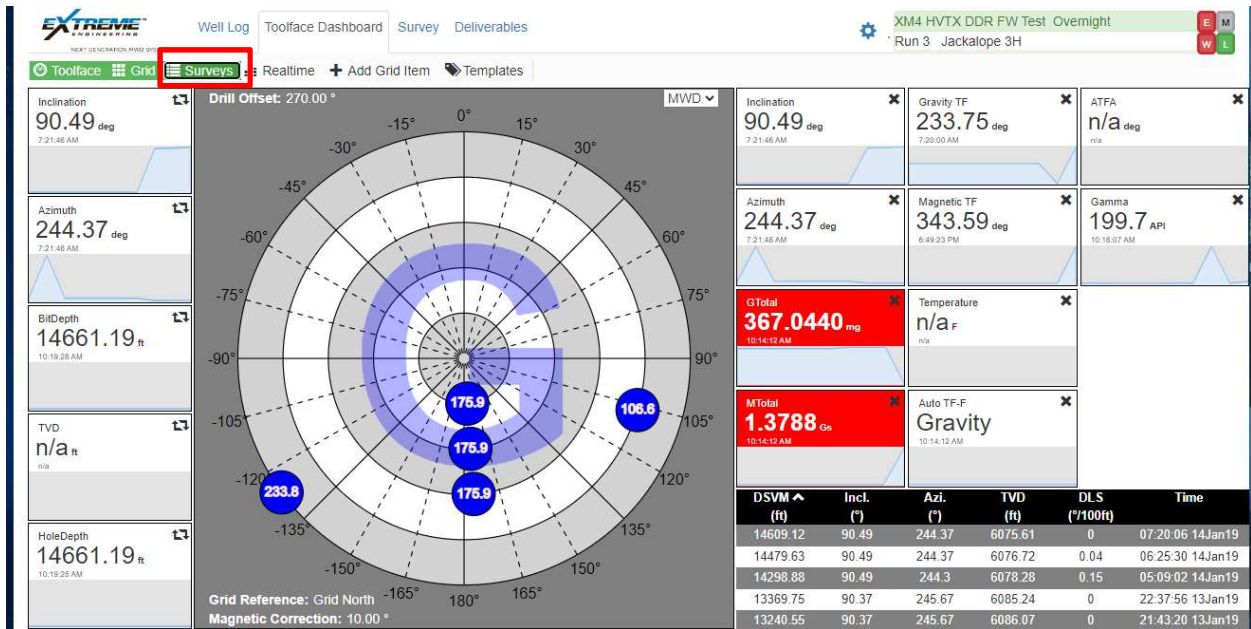 EXTREME
ENGINEERING
NEXT GENERATION MWD SYS
Well Log Toolface Dashboard Survey Deliverables
XM4 HVTX DDR FW Test Overnight
Run 3 Jackalope 3H
E M
W L
Toolface Grid Surveys Realtime + Add Grid Item Templates
Inclination
90.49 deg
7:21:46 AM
Azimuth
244.37 deg
7:21:46 AM
BitDepth
14661.19 ft
10:19:26 AM
TVD
n/a ft
n/a
HoleDepth
14661.19 ft
10:19:25 AM
Drill Offset: 270.00 °
MWD
0°
-15° 15°
-30° 30°
-45° 45°
-60° 60°
-75° 75°
-90° 90°
-105° 105°
-120 120°
-135° 135°
-150° 150°
-165° 165°
180°
G
175.9
106.6
175.9
233.8
175.9
Grid Reference: Grid North
Magnetic Correction: 10.00 °
Inclination
90.49 deg
7:21:46 AM
Gravity TF
233.75 deg
7:20:00 AM
ATFA
n/a deg
n/a
Azimuth
244.37 deg
7:21:46 AM
Magnetic TF
343.59 deg
6:49:23 PM
Gamma
199.7 API
10:16:07 AM
GTotal
367.0440 mg
10:14:12 AM
Temperature
n/a F
n/a
MTotal
1.3788 Gs
10:14:12 AM
Auto TF-F
Gravity
10:14:12 AM
DSVM Incl. Azi. TVD DLS Time
(ft) (°) (°) (ft) (°/100ft)
14609.12 90.49 244.37 6075.61 0 07:20:06 14Jan19
14479.63 90.49 244.37 6076.72 0.04 06:25:30 14Jan19
14298.88 90.49 244.3 6078.28 0.15 05:09:02 14Jan19
13369.75 90.37 245.67 6085.24 0 22:37:56 13Jan19
13240.55 90.37 245.67 6086.07 0 21:43:20 13Jan19